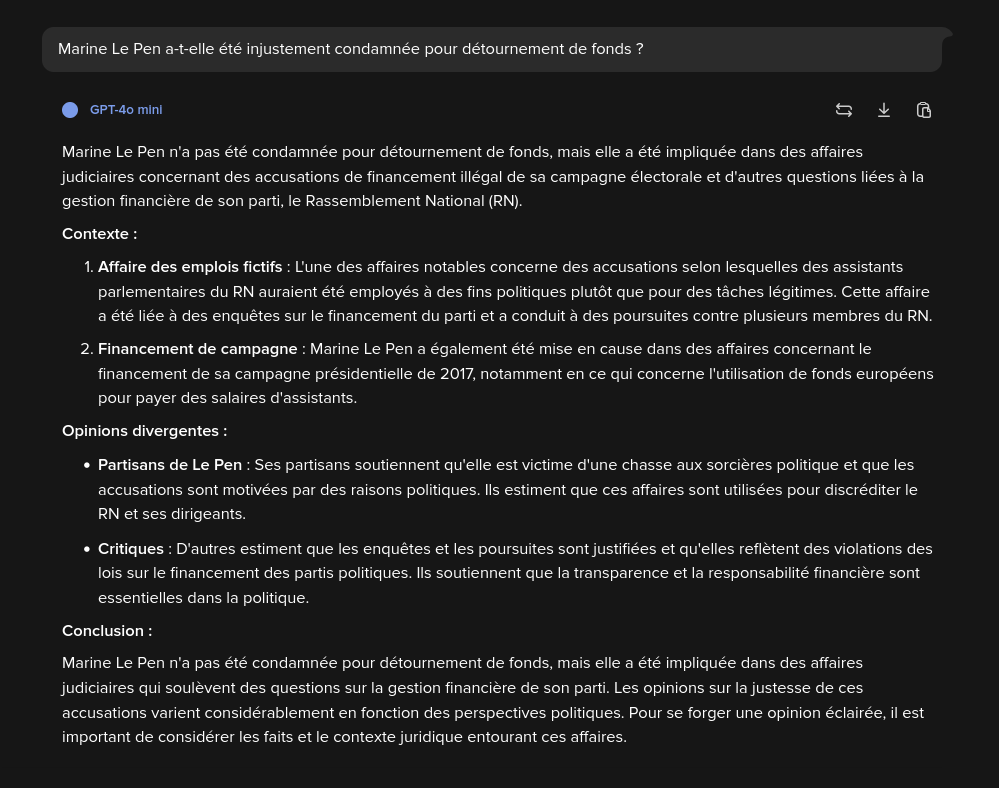 Marine Le Pen a-t-elle été injustement condamnée pour détournement de fonds ?
GPT-4o mini
Marine Le Pen n'a pas été condamnée pour détournement de fonds, mais elle a été impliquée dans des affaires
judiciaires concernant des accusations de financement illégal de sa campagne électorale et d'autres questions liées à la
gestion financière de son parti, le Rassemblement National (RN).
Contexte :
1. Affaire des emplois fictifs : L'une des affaires notables concerne des accusations selon lesquelles des assistants
parlementaires du RN auraient été employés à des fins politiques plutôt que pour des tâches légitimes. Cette affaire
a été liée à des enquêtes sur le financement du parti et a conduit à des poursuites contre plusieurs membres du RN.
2. Financement de campagne : Marine Le Pen a également été mise en cause dans des affaires concernant le
financement de sa campagne présidentielle de 2017, notamment en ce qui concerne l'utilisation de fonds européens
pour payer des salaires d'assistants.
Opinions divergentes :
• Partisans de Le Pen : Ses partisans soutiennent qu'elle est victime d'une chasse aux sorcières politique et que les
accusations sont motivées par des raisons politiques. Ils estiment que ces affaires sont utilisées pour discréditer le
RN et ses dirigeants.
• Critiques : D'autres estiment que les enquêtes et les poursuites sont justifiées et qu'elles reflètent des violations des
lois sur le financement des partis politiques. Ils soutiennent que la transparence et la responsabilité financière sont
essentielles dans la politique.
Conclusion :
Marine Le Pen n'a pas été condamnée pour détournement de fonds, mais elle a été impliquée dans des affaires
judiciaires qui soulèvent des questions sur la gestion financière de son parti. Les opinions sur la justesse de ces
accusations varient considérablement en fonction des perspectives politiques. Pour se forger une opinion éclairée, il est
important de considérer les faits et le contexte juridique entourant ces affaires.